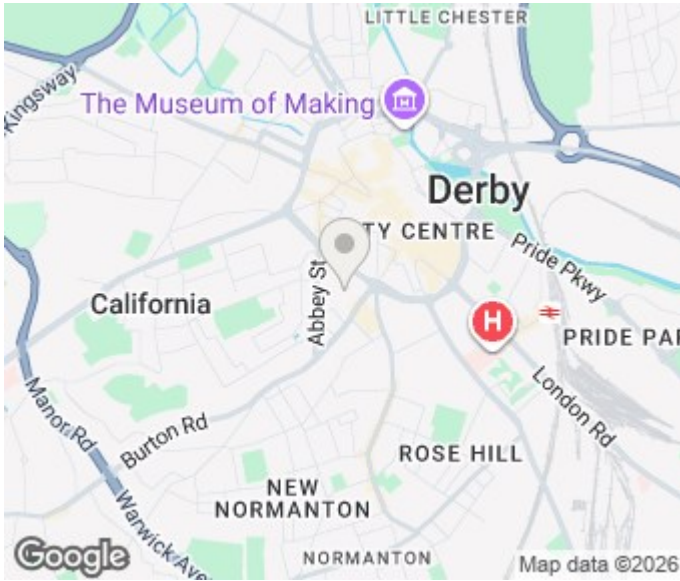 LITTLE CHESTER
Kingsway
The Museum of Making
Derby
TY CENTRE
Pride Pkwy
Abbey St
California
H
PRIDE PAR
Manor Rd
London Rd
Burton Rd
ROSE HILL
NEW
NORMANTON
Warwick Ave
NORMANTON
Google
Map data ©2026